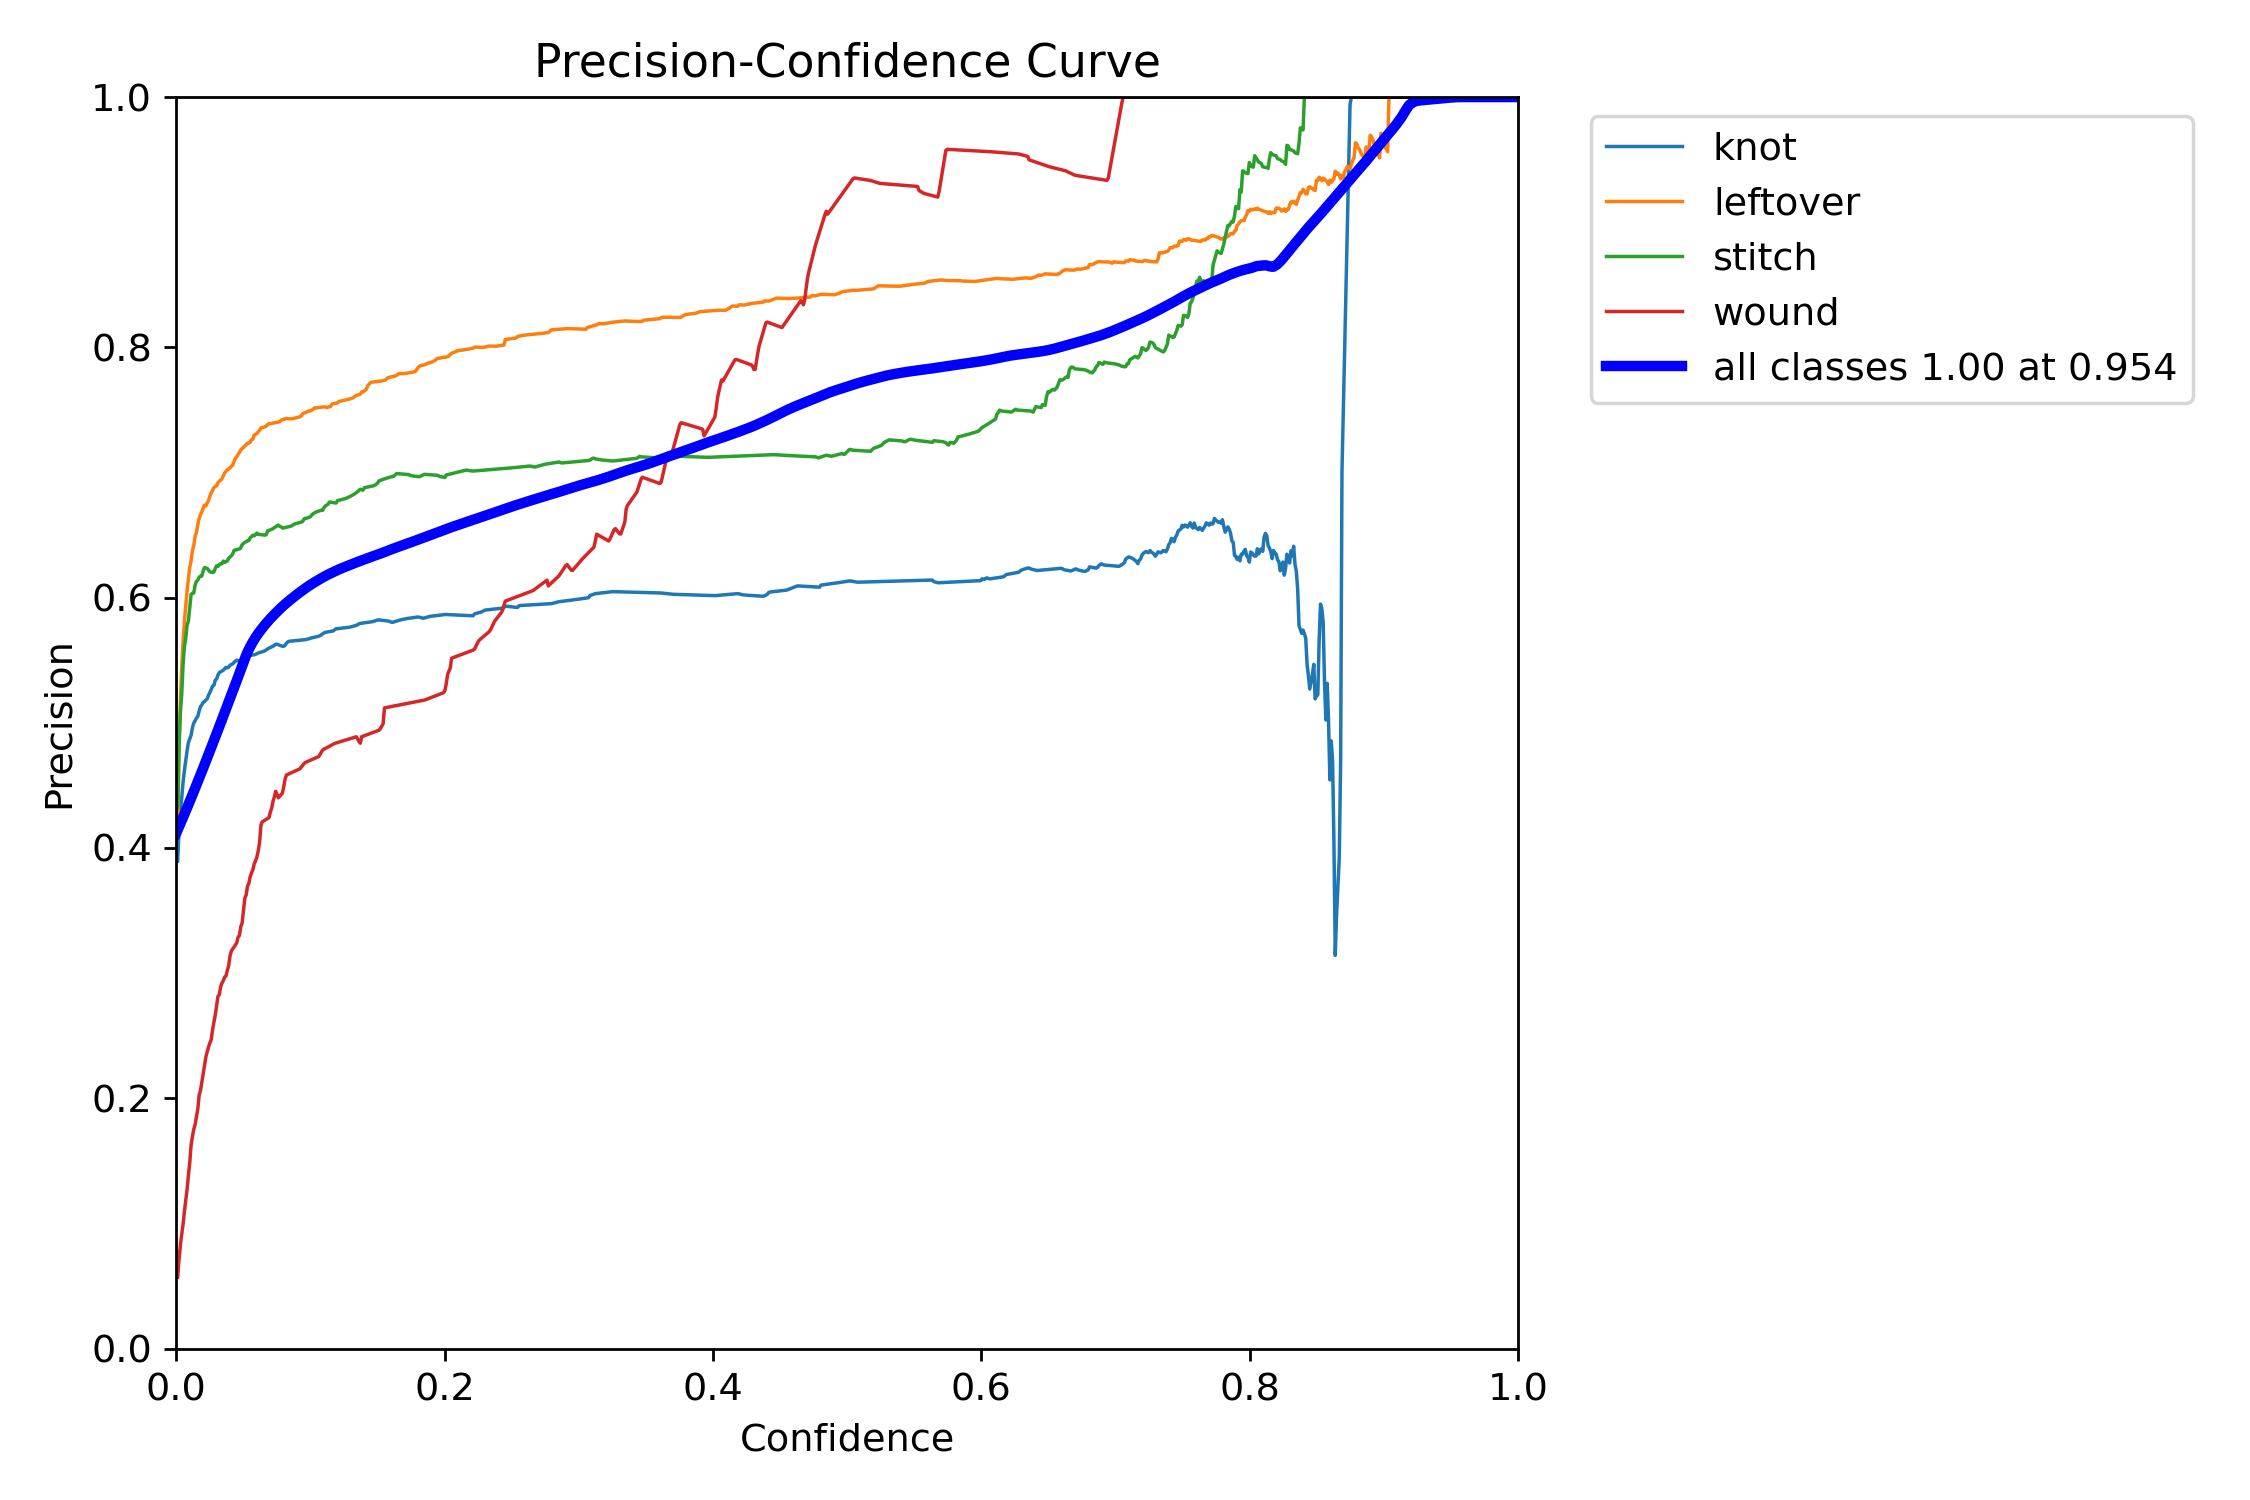 Precision-Confidence Curve
1.0
0.8
0.6
0.4
0.2
0.0
Precision
0.0 0.2 0.4 0.6 0.8 1.0
Confidence
knot
leftover
stitch
wound
all classes 1.00 at 0.954